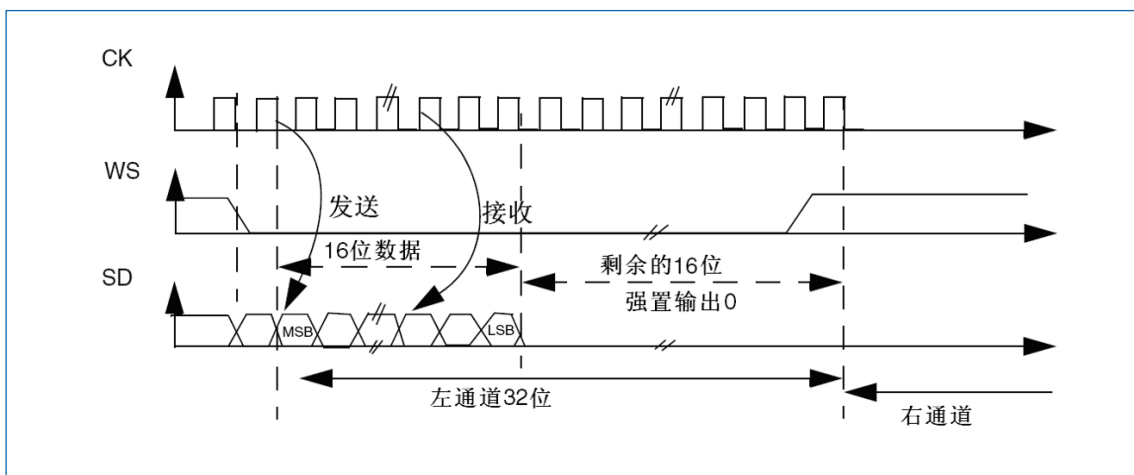 CK
WS
发送
接收
16位数据
剩余的16位
强置输出0
SD
MSB
LSB
左通道32位
右通道